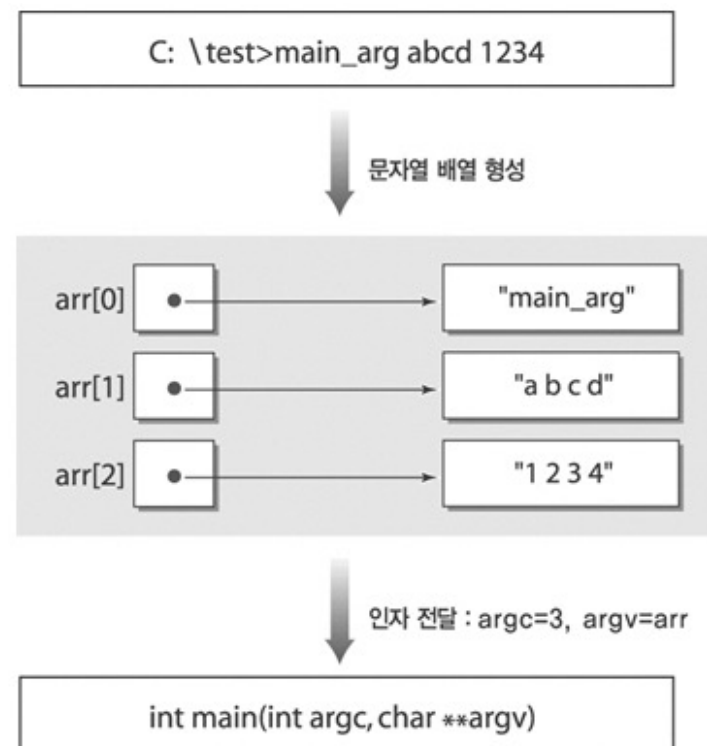 C: \test>main_arg abcd 1234
문자열 배열 형성
arr[0]
"main_arg"
arr[1]
"a b c d"
arr[2]
"1 2 3 4"
인자 전달 : argc=3, argv=arr
int main(int argc, char **argv)